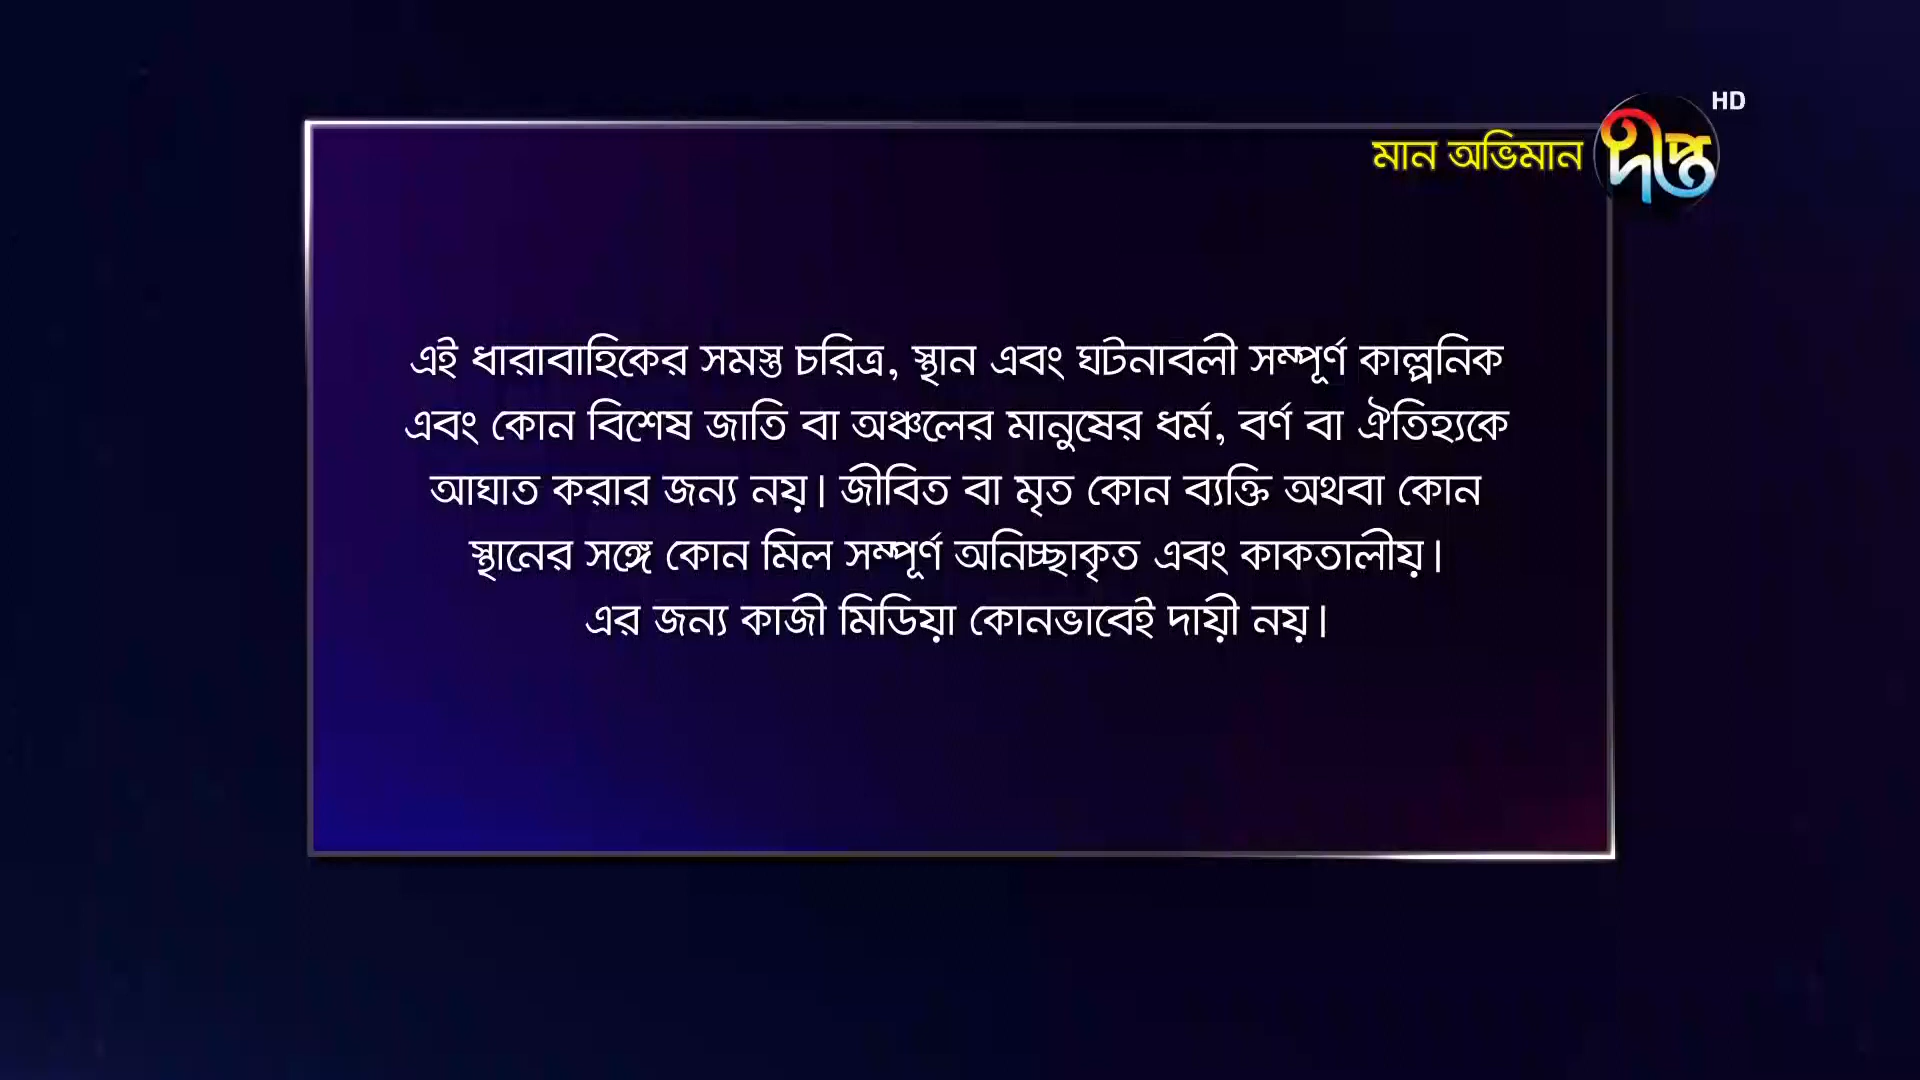 HD
মান অভিমান দীপ্ত
এই ধারাবাহিকের সমস্ত চরিত্র, স্থান এবং ঘটনাবলী সম্পূর্ণ কাল্পনিক
এবং কোন বিশেষ জাতি বা অঞ্চলের মানুষের ধর্ম, বর্ণ বা ঐতিহ্যকে
আঘাত করার জন্য নয়। জীবিত বা মৃত কোন ব্যক্তি অথবা কোন
স্থানের সঙ্গে কোন মিল সম্পূর্ণ অনিচ্ছাকৃত এবং কাকতালীয়।
এর জন্য কাজী মিডিয়া কোনভাবেই দায়ী নয়।